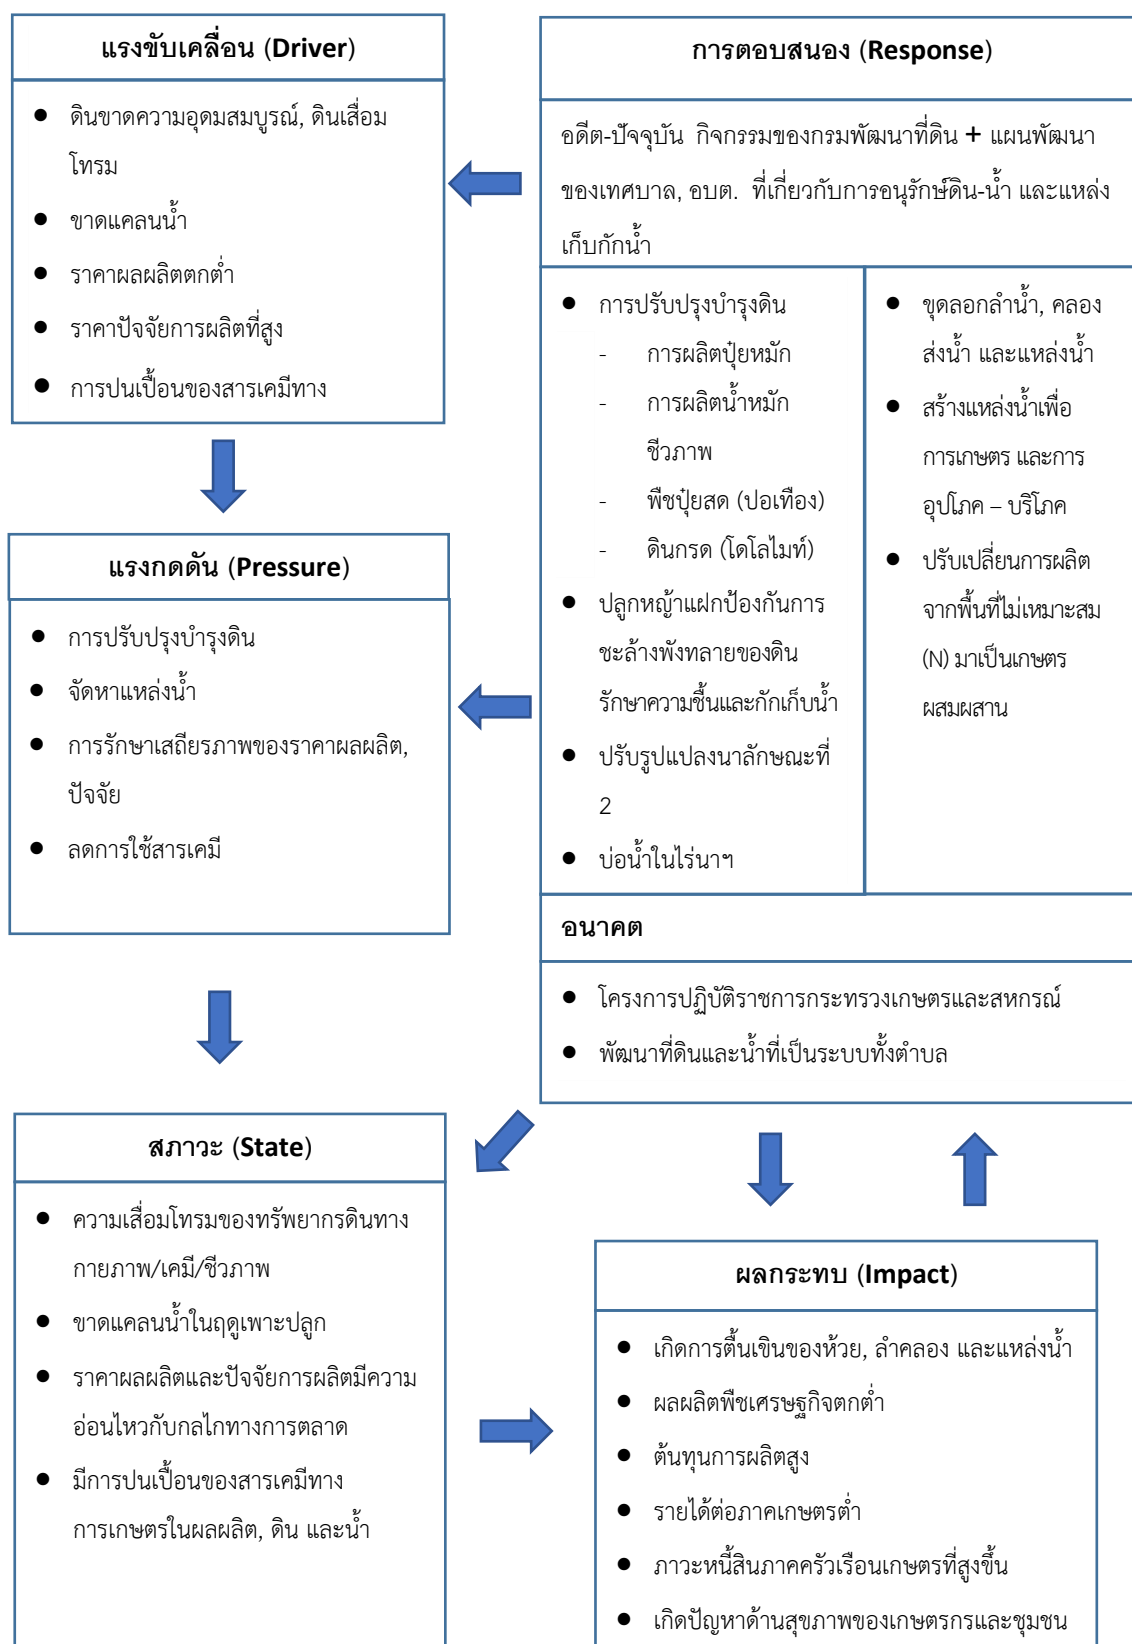 แรงขับเคลื่อน (Driver)
● ดินขาดความอุดมสมบูรณ์, ดินเสื่อม
โทรม
● ขาดแคลนน้ำ
● ราคาผลผลิตตกต่ำ
● ราคาปัจจัยการผลิตที่สูง
● การปนเปื้อนของสารเคมีทาง
แรงกดดัน (Pressure)
● การปรับปรุงบำรุงดิน
● จัดหาแหล่งน้ำ
● การรักษาเสถียรภาพของราคาผลผลิต,
ปัจจัย
● ลดการใช้สารเคมี
สภาวะ (State)
● ความเสื่อมโทรมของทรัพยากรดินทาง
กายภาพ/เคมี/ชีวภาพ
● ขาดแคลนน้ำในฤดูเพาะปลูก
● ราคาผลผลิตและปัจจัยการผลิตมีความ
อ่อนไหวกับกลไกทางการตลาด
● มีการปนเปื้อนของสารเคมีทาง
การเกษตรในผลผลิต, ดิน และน้ำ
การตอบสนอง (Response)
อดีต-ปัจจุบัน กิจกรรมของกรมพัฒนาที่ดิน + แผนพัฒนา
ของเทศบาล, อบต. ที่เกี่ยวกับการอนุรักษ์ดิน-น้ำ และแหล่ง
เก็บกักน้ำ
● การปรับปรุงบำรุงดิน
- การผลิตปุ๋ยหมัก
- การผลิตน้ำหมัก
ชีวภาพ
- พืชปุ๋ยสด (ปอเทือง)
- ดินกรด (โดโลไมท์)
● ปลูกหญ้าแฝกป้องกันการ
ชะล้างพังทลายของดิน
รักษาความชื้นและกักเก็บน้ำ
● ปรับรูปแปลงนาลักษณะที่
2
● บ่อน้ำในไร่นาฯ
● ขุดลอกลำน้ำ, คลอง
ส่งน้ำ และแหล่งน้ำ
● สร้างแหล่งน้ำเพื่อ
การเกษตร และการ
อุปโภค – บริโภค
● ปรับเปลี่ยนการผลิต
จากพื้นที่ไม่เหมาะสม
(N) มาเป็นเกษตร
ผสมผสาน
อนาคต
● โครงการปฏิบัติราชการกระทรวงเกษตรและสหกรณ์
● พัฒนาที่ดินและน้ำที่เป็นระบบทั้งตำบล
ผลกระทบ (Impact)
● เกิดการตื้นเขินของห้วย, ลำคลอง และแหล่งน้ำ
● ผลผลิตพืชเศรษฐกิจตกต่ำ
● ต้นทุนการผลิตสูง
● รายได้ต่อภาคเกษตรต่ำ
● ภาวะหนี้สินภาคครัวเรือนเกษตรที่สูงขึ้น
● เกิดปัญหาด้านสุขภาพของเกษตรกรและชุมชน